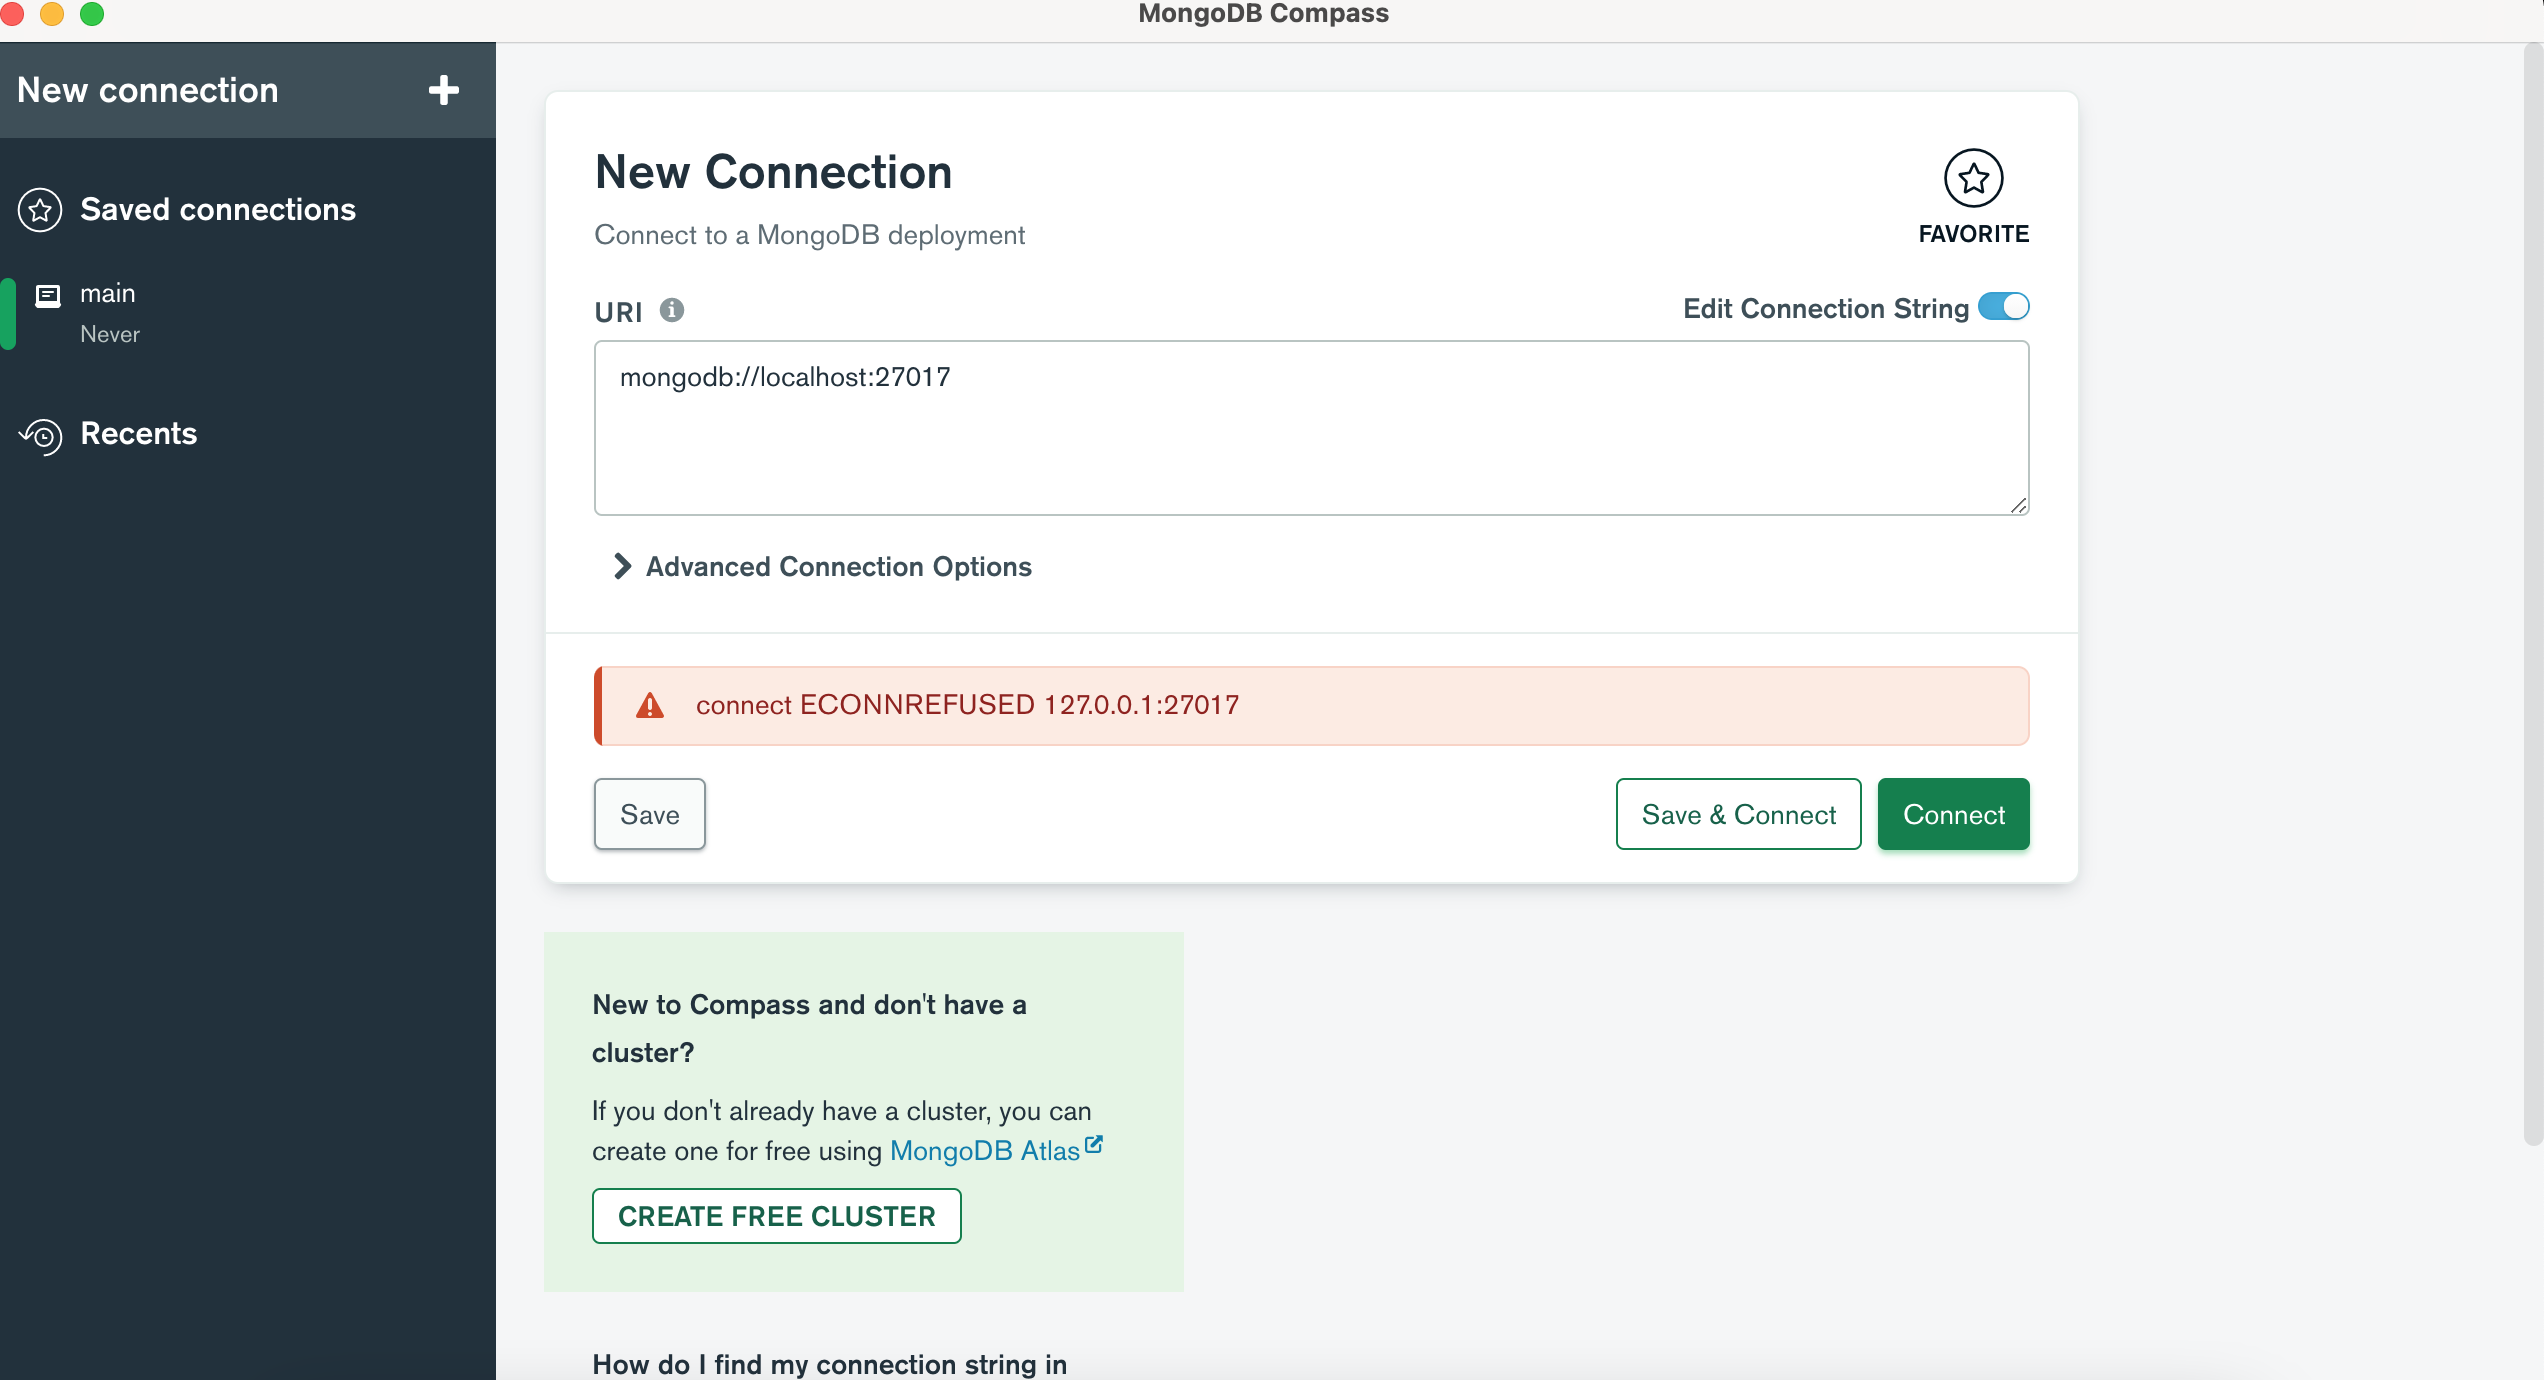 MongoDB Compass
New connection
Saved connections
main
Never
Recents
New Connection
Connect to a MongoDB deployment
FAVORITE
URI
Edit Connection String
mongodb://localhost:27017
Advanced Connection Options
connect ECONNREFUSED 127.0.0.1:27017
Save
Save & Connect
Connect
New to Compass and don't have a
cluster?
If you don't already have a cluster, you can
create one for free using MongoDB Atlas
CREATE FREE CLUSTER
How do I find my connection string in